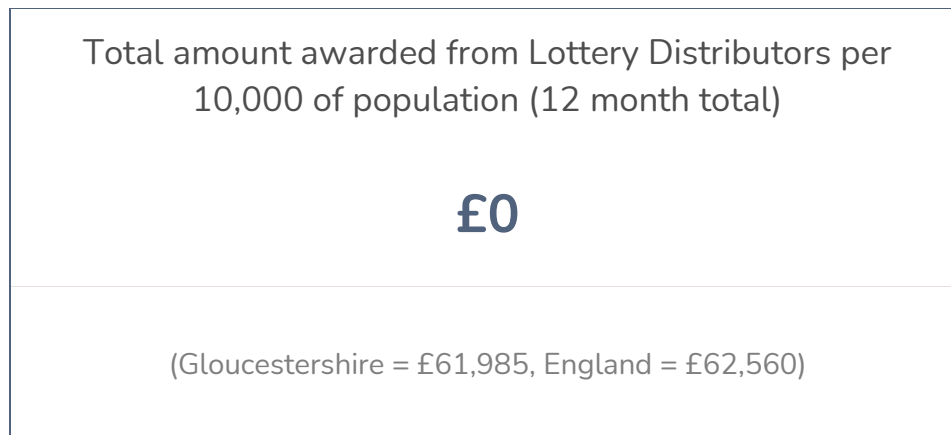 Total amount awarded from Lottery Distributors per
10,000 of population (12 month total)
£0
(Gloucestershire = £61,985, England = £62,560)